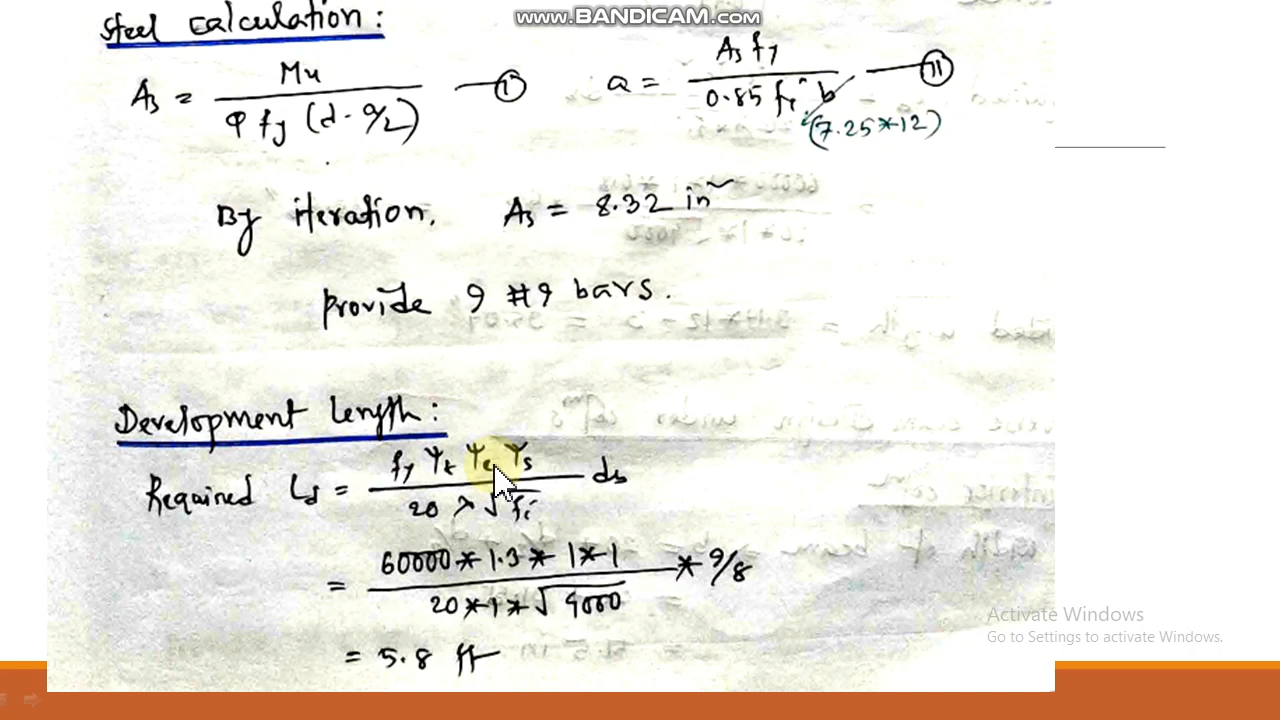 www.BANDICAM.com
Steel calculation:
As = Mu / φ fy (d - a/2) — I
a = As fy / 0.85 fc' b — II
(7.25*12)
By iteration, As = 8.32 in²
provide 9 #9 bars.
Development length:
Required Ld = fy Ψt Ψe Ψs / 20 λ √fc' db
= 60000 * 1.3 * 1 * 1 / 20 * 1 * √4000 * 9/8
= 5.8 ft
Activate Windows
Go to Settings to activate Windows.